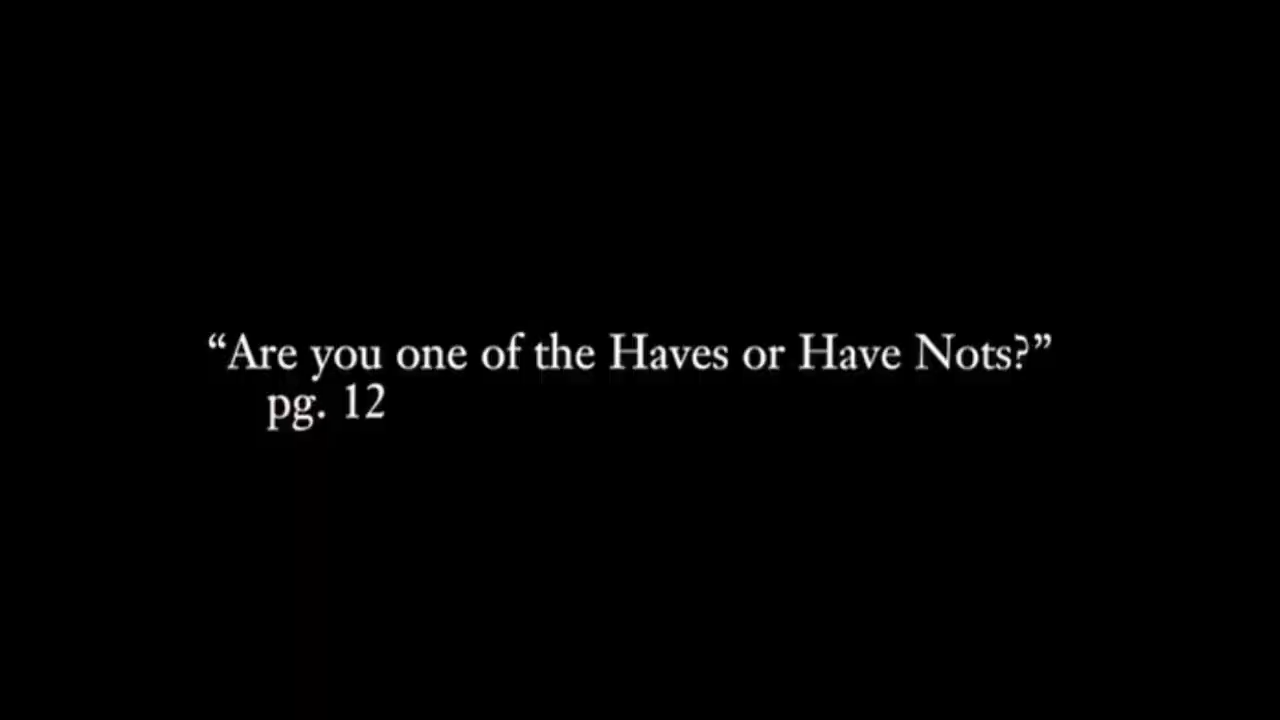 “Are you one of the Haves or Have Nots?”
pg. 12